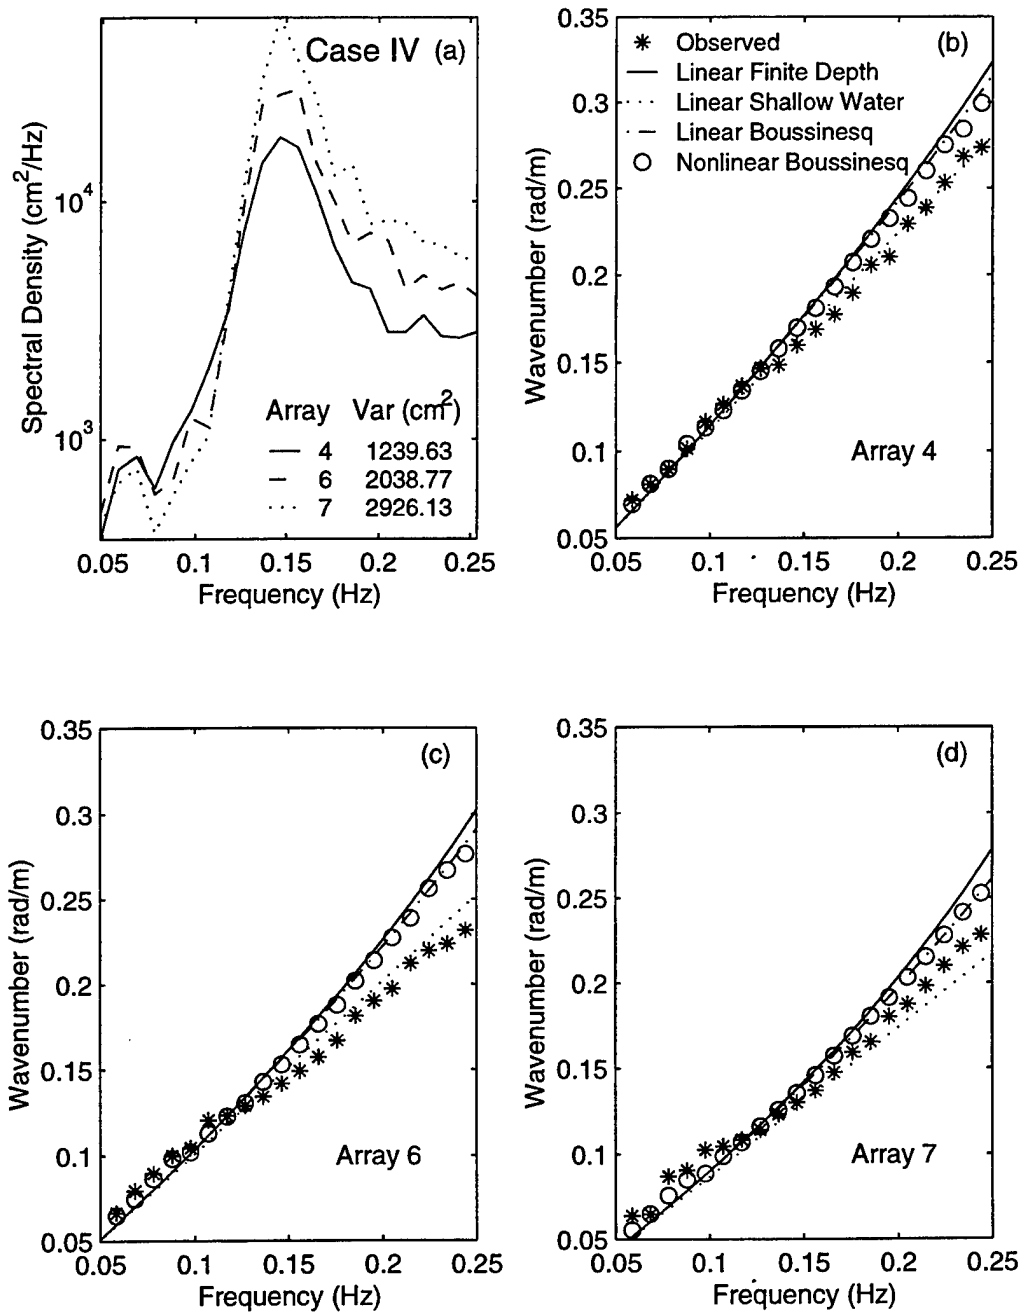 Case IV (a)
Spectral Density (cm²/Hz)
10⁴
10³
Array Var (cm²)
4 1239.63
6 2038.77
7 2926.13
0.05 0.1 0.15 0.2 0.25
Frequency (Hz)
(b)
Observed
Linear Finite Depth
Linear Shallow Water
Linear Boussinesq
Nonlinear Boussinesq
Wavenumber (rad/m)
0.35
0.3
0.25
0.2
0.15
0.1
0.05
Array 4
0.05 0.1 0.15 0.2 0.25
Frequency (Hz)
(c)
Wavenumber (rad/m)
0.35
0.3
0.25
0.2
0.15
0.1
0.05
Array 6
0.05 0.1 0.15 0.2 0.25
Frequency (Hz)
(d)
Wavenumber (rad/m)
0.35
0.3
0.25
0.2
0.15
0.1
0.05
Array 7
0.05 0.1 0.15 0.2 0.25
Frequency (Hz)